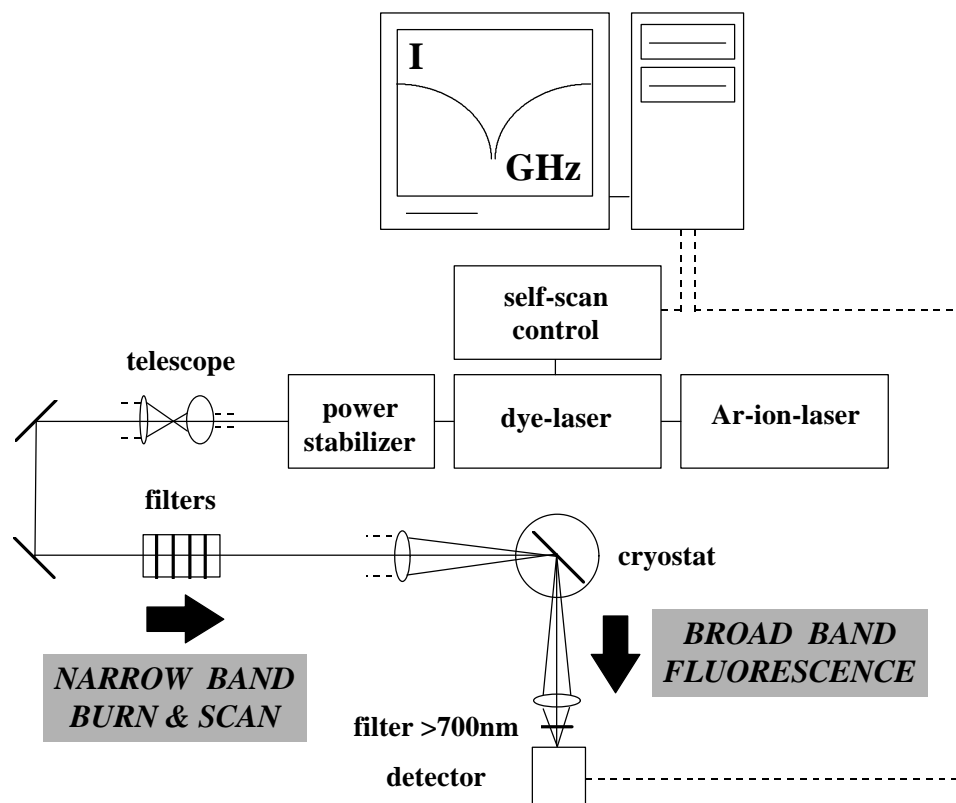 I
GHz
self-scan
control
telescope
power
stabilizer
dye-laser
Ar-ion-laser
filters
cryostat
NARROW BAND
BURN & SCAN
BROAD BAND
FLUORESCENCE
filter >700nm
detector